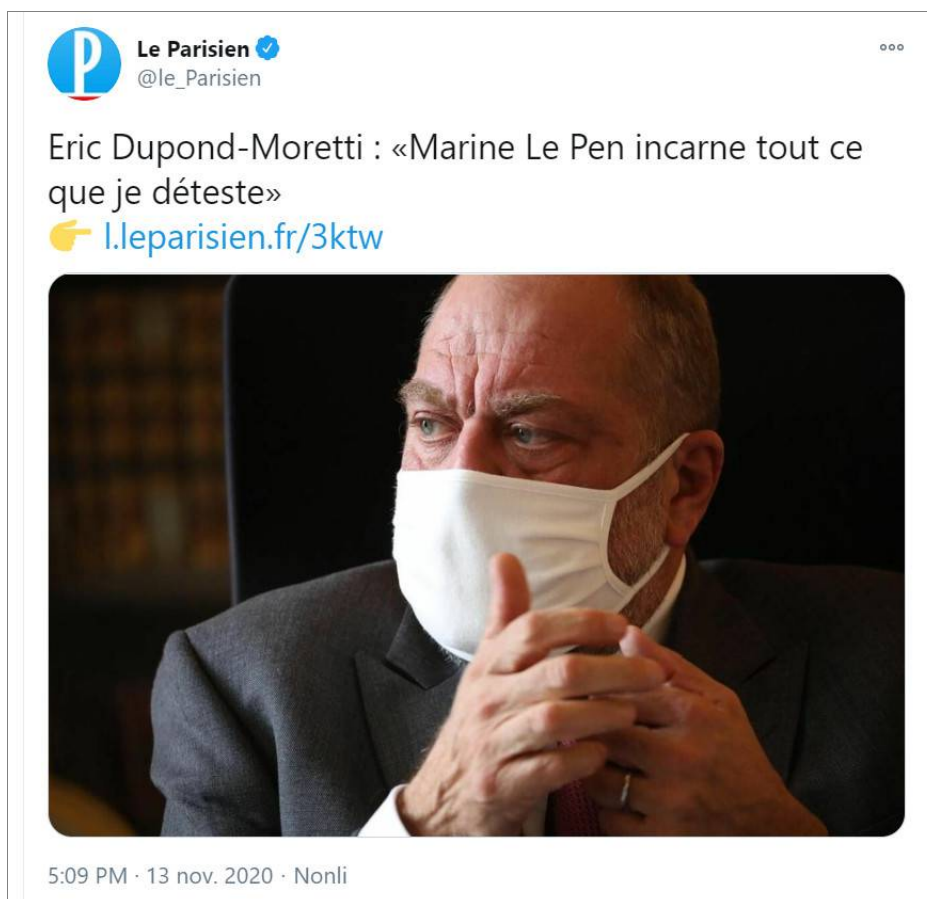 Le Parisien
@le_Parisien
Eric Dupond-Moretti : «Marine Le Pen incarne tout ce
que je déteste»
👉 l.leparisien.fr/3ktw
5:09 PM · 13 nov. 2020 · Nonli